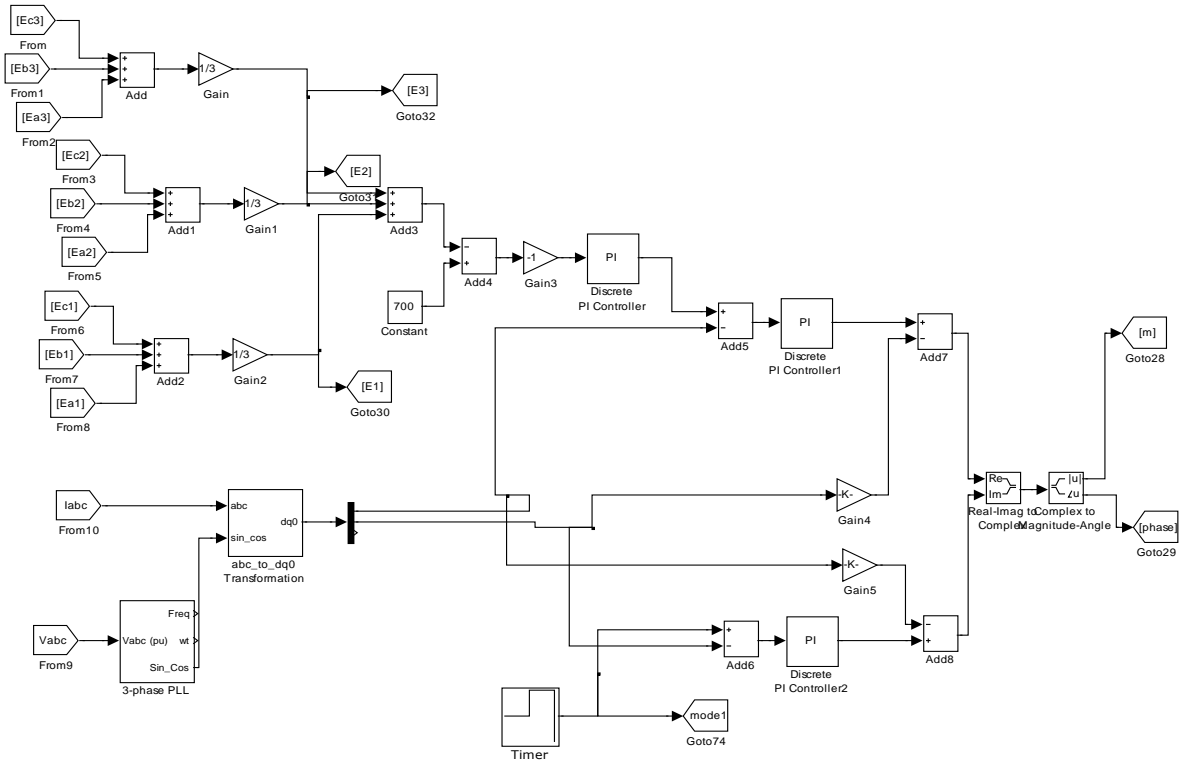 [Ec3]
From
[Eb3]
From1
[Ea3]
From2
+
+
+
Add
1/3
Gain
[E3]
Goto32
[Ec2]
From3
[Eb2]
From4
[Ea2]
From5
+
+
+
Add1
1/3
Gain1
[E2]
Goto31
+
+
+
Add3
−
+
Add4
700
Constant
-1
Gain3
PI
Discrete
PI Controller
[Ec1]
From6
[Eb1]
From7
[Ea1]
From8
+
+
+
Add2
1/3
Gain2
[E1]
Goto30
+
−
Add5
PI
Discrete
PI Controller1
+
−
Add7
[m]
Goto28
Iabc
From10
abc
sin_cos
dq0
abc_to_dq0
Transformation
-K-
Gain4
Re
Im
Real-Imag to
Complex
|u|
∠u
Complex to
Magnitude-Angle
[phase]
Goto29
-K-
Gain5
Vabc
From9
Vabc (pu)
Freq
wt
Sin_Cos
3-phase PLL
+
−
Add6
PI
Discrete
PI Controller2
−
+
Add8
Timer
mode1
Goto74